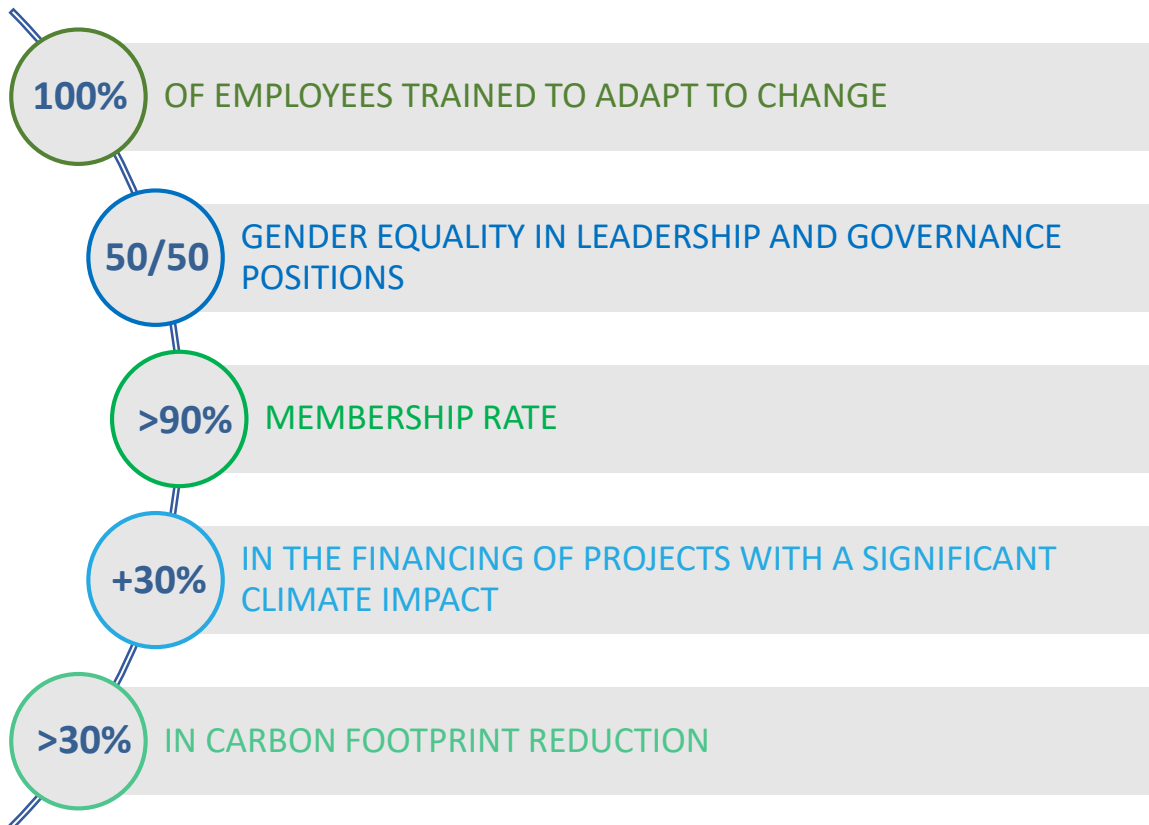 100%
OF EMPLOYEES TRAINED TO ADAPT TO CHANGE
50/50
GENDER EQUALITY IN LEADERSHIP AND GOVERNANCE
POSITIONS
>90%
MEMBERSHIP RATE
+30%
IN THE FINANCING OF PROJECTS WITH A SIGNIFICANT
CLIMATE IMPACT
>30%
IN CARBON FOOTPRINT REDUCTION